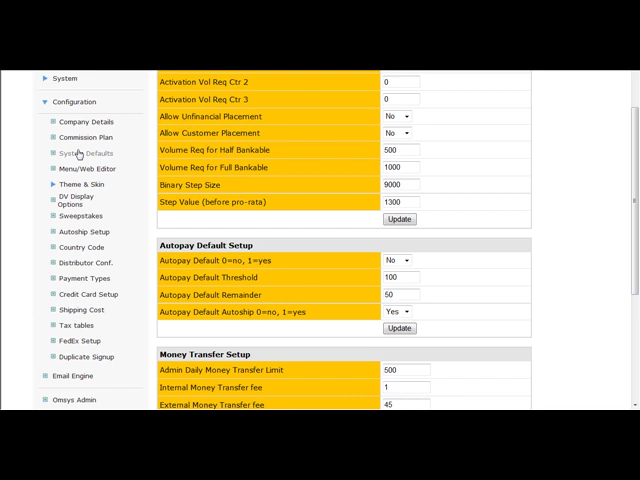 System
Configuration
Company Details
Commission Plan
System Defaults
Menu/Web Editor
Theme & Skin
DV Display
Options
Sweepstakes
Autoship Setup
Country Code
Distributor Conf.
Payment Types
Credit Card Setup
Shipping Cost
Tax tables
FedEx Setup
Duplicate Signup
Email Engine
Omsys Admin
Activation Vol Req Ctr 2 0
Activation Vol Req Ctr 3 0
Allow Unfinancial Placement No
Allow Customer Placement No
Volume Req for Half Bankable 500
Volume Req for Full Bankable 1000
Binary Step Size 9000
Step Value (before pro-rata) 1300
Update
Autopay Default Setup
Autopay Default 0=no, 1=yes No
Autopay Default Threshold 100
Autopay Default Remainder 50
Autopay Default Autoship 0=no, 1=yes Yes
Update
Money Transfer Setup
Admin Daily Money Transfer Limit 500
Internal Money Transfer fee 1
External Money Transfer fee 45